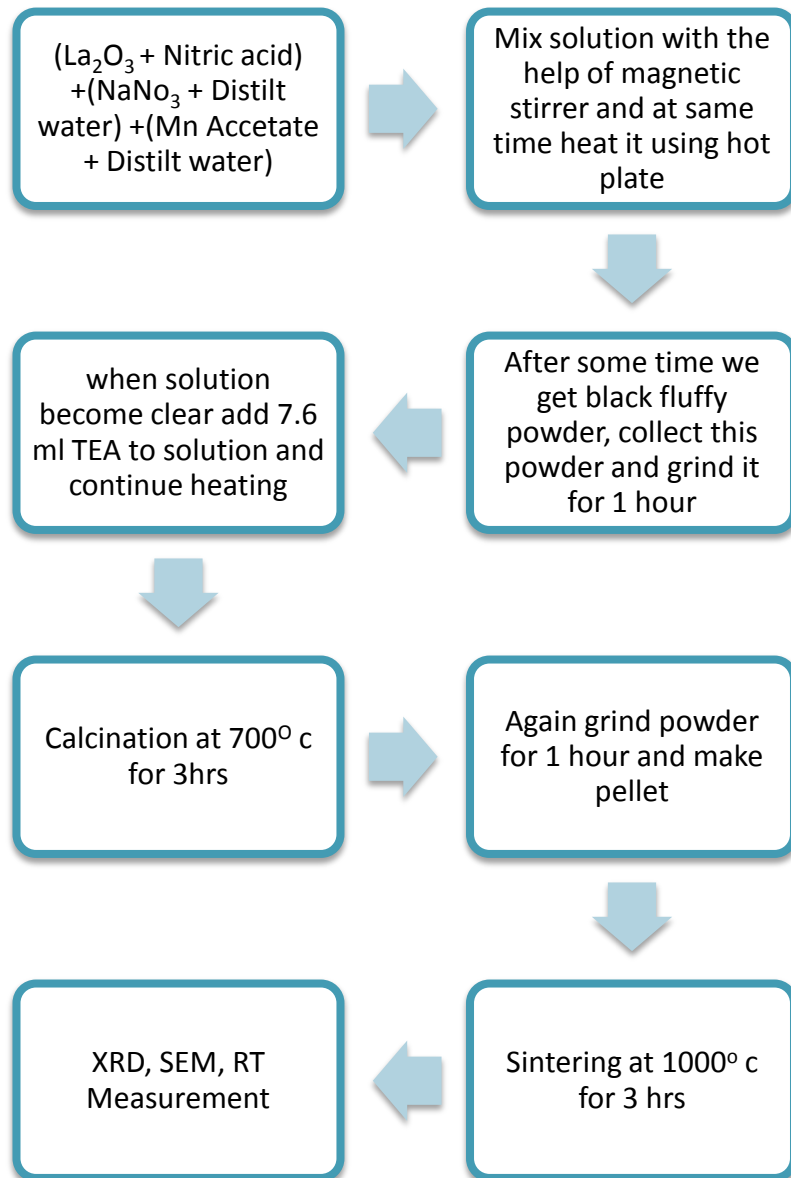 (La₂O₃ + Nitric acid)
+(NaNo₃ + Distilt
water) +(Mn Accetate
+ Distilt water)
Mix solution with the
help of magnetic
stirrer and at same
time heat it using hot
plate
After some time we
get black fluffy
powder, collect this
powder and grind it
for 1 hour
when solution
become clear add 7.6
ml TEA to solution and
continue heating
Calcination at 700ᴼ c
for 3hrs
Again grind powder
for 1 hour and make
pellet
Sintering at 1000ᵒ c
for 3 hrs
XRD, SEM, RT
Measurement